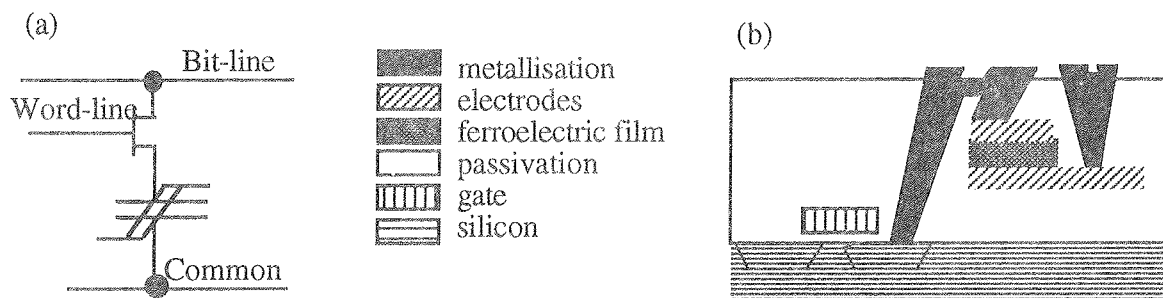 (a)
Bit-line
Word-line
Common
metallisation
electrodes
ferroelectric film
passivation
gate
silicon
(b)